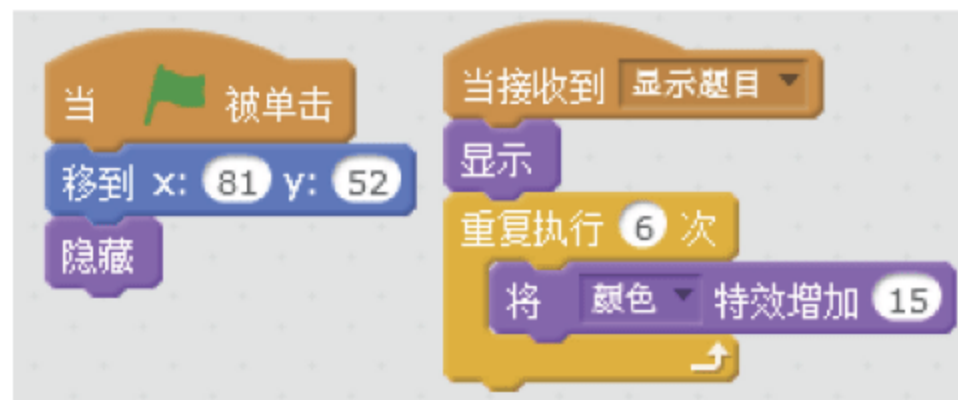 当 被单击
移到 x: 81 y: 52
隐藏
当接收到 显示题目
显示
重复执行 6 次
将 颜色 特效增加 15